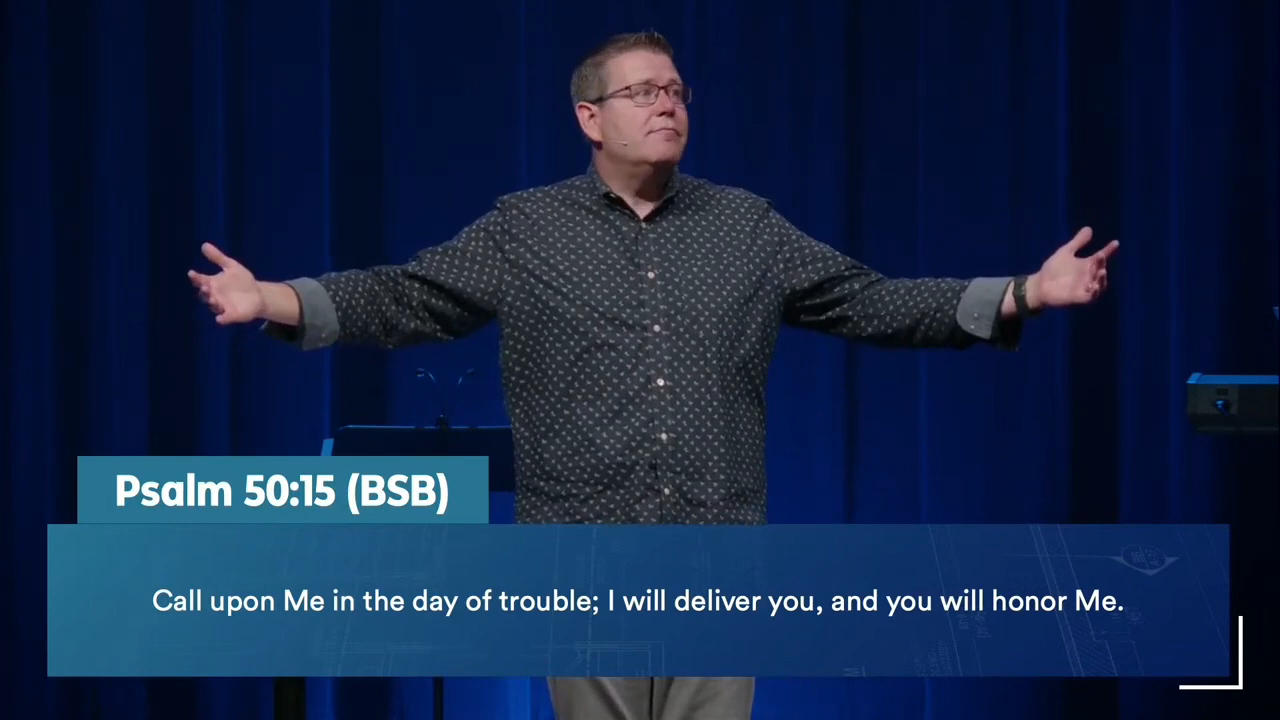 Psalm 50:15 (BSB)
Call upon Me in the day of trouble; I will deliver you, and you will honor Me.